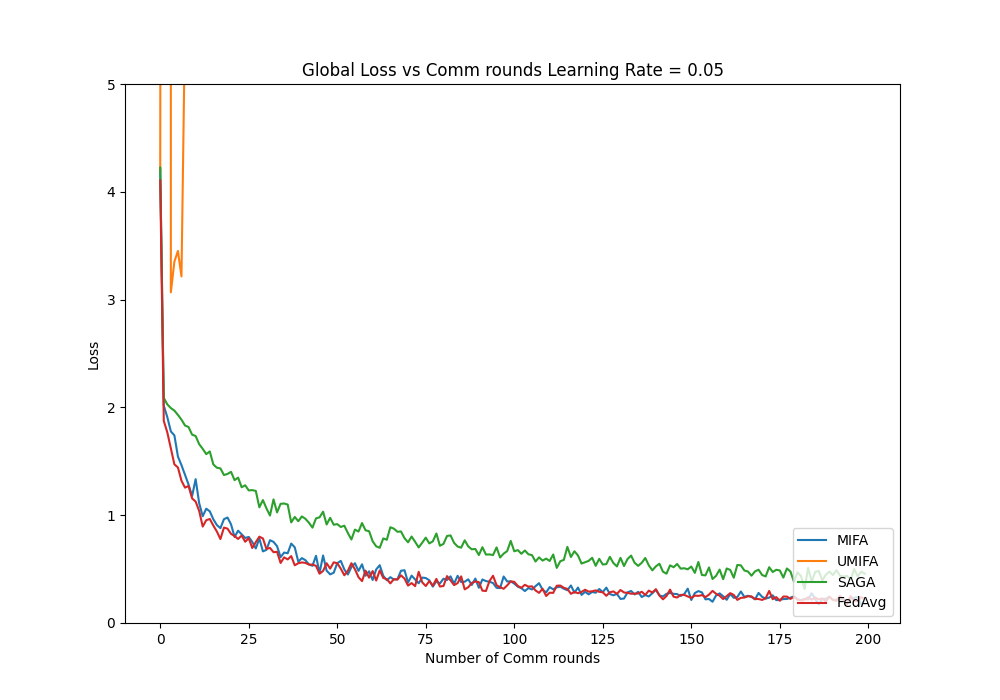 Global Loss vs Comm rounds Learning Rate = 0.05
5
4
3
2
1
0
Loss
0 25 50 75 100 125 150 175 200
Number of Comm rounds
MIFA
UMIFA
SAGA
FedAvg